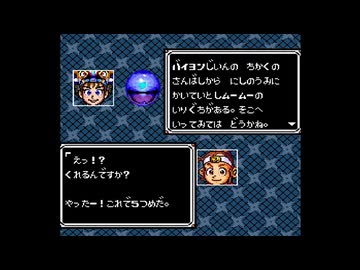 バイヨンじいんの ちかくの
さんばしから にしのうみに
かいていとしムームーの
いりぐちがある。そこへ
いってみては どうかね。
「えっ!?
くれるんですか?
やったー!これで5つめだ。